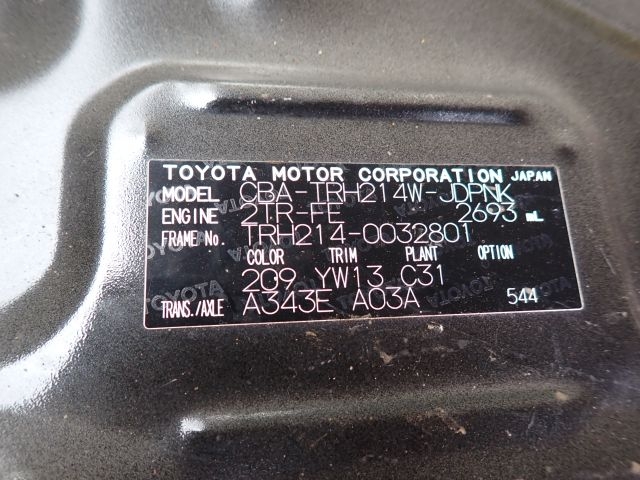 TOYOTA MOTOR CORPORATION JAPAN
MODEL CBA-TRH214W-JDPNK
ENGINE 2TR-FE 2693 mL
FRAME No. TRH214-0032801
COLOR TRIM PLANT OPTION
209 YW13 C31
TRANS./AXLE A343E A03A 544